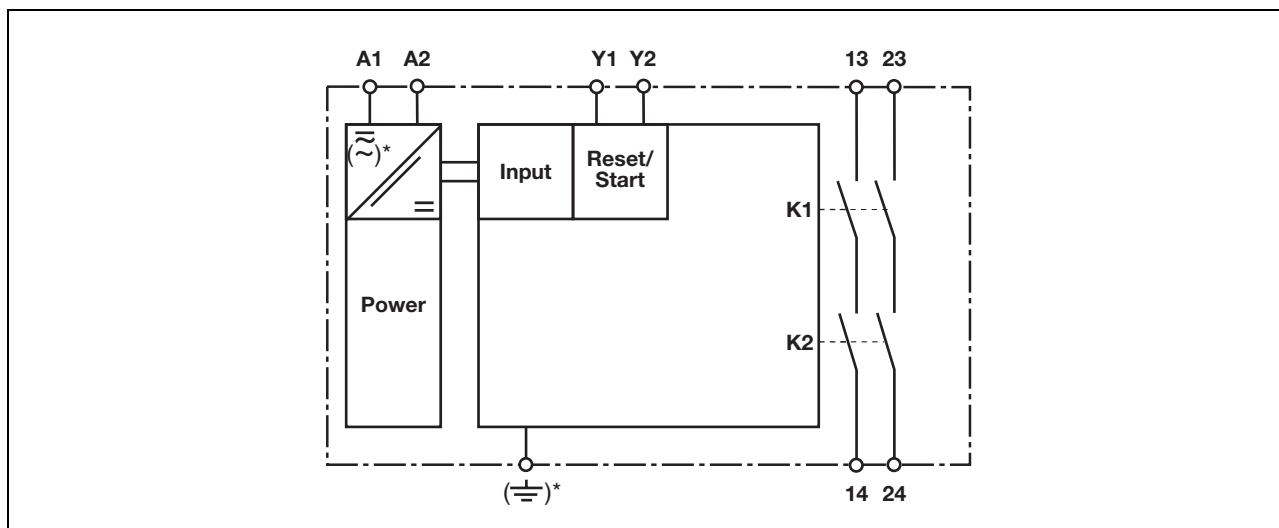 A1 A2 Y1 Y2 13 23
(≂)*
(~)*
=
Input
Reset/
Start
K1
Power
K2
( )*
14 24